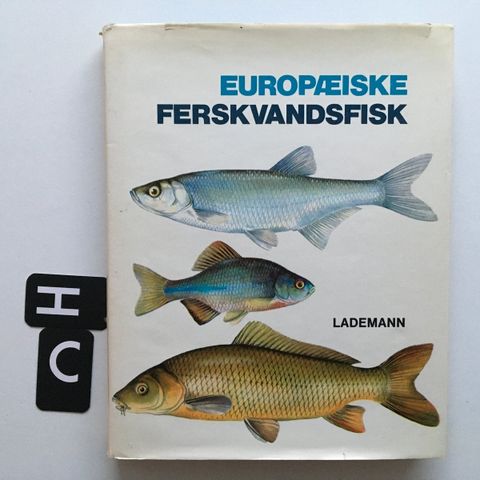 EUROPÆISKE
FERSKVANDSFISK
LADEMANN
H
C